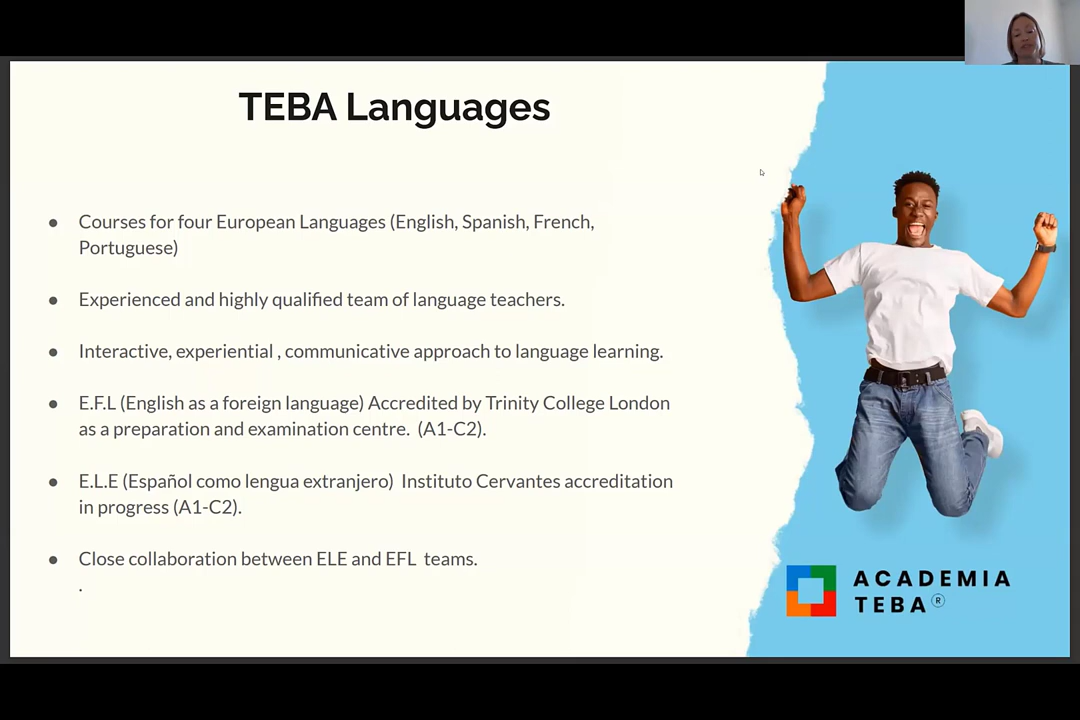 TEBA Languages
● Courses for four European Languages (English, Spanish, French,
Portuguese)
● Experienced and highly qualified team of language teachers.
● Interactive, experiential , communicative approach to language learning.
● E.F.L (English as a foreign language) Accredited by Trinity College London
as a preparation and examination centre. (A1-C2).
● E.L.E (Español como lengua extranjero) Instituto Cervantes accreditation
in progress (A1-C2).
● Close collaboration between ELE and EFL teams.
.
ACADEMIA
TEBA®